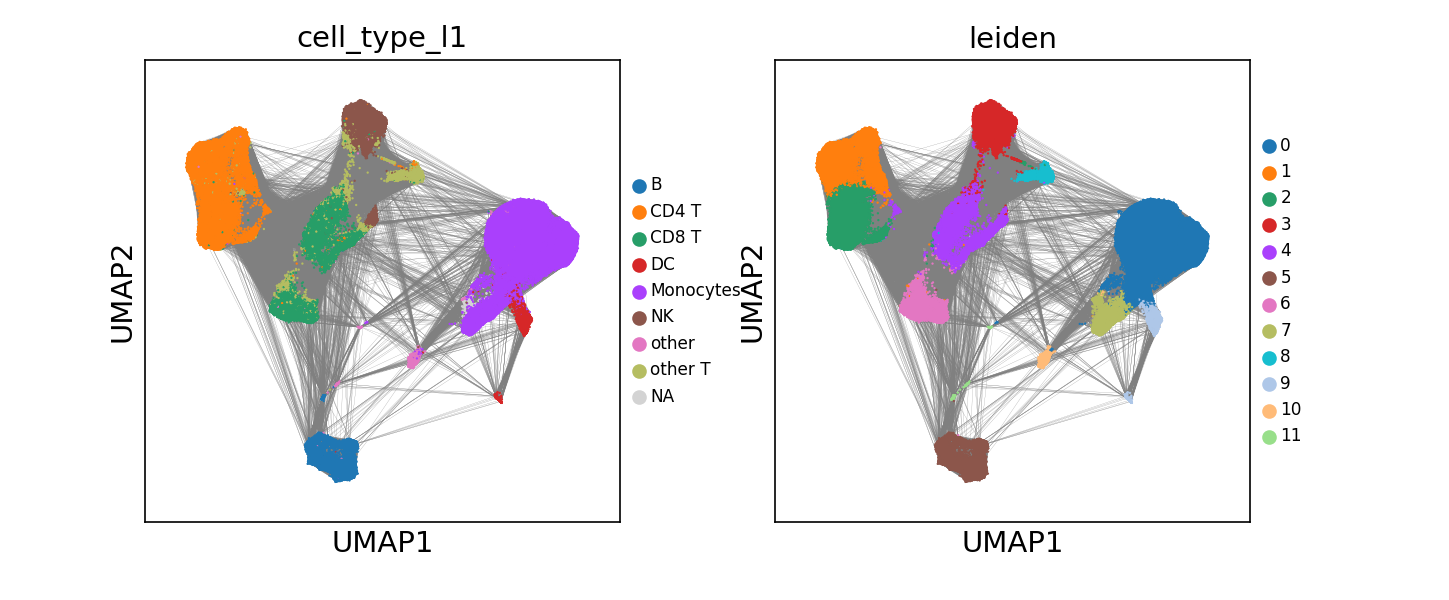 cell_type_l1
UMAP2
UMAP1
B
CD4 T
CD8 T
DC
Monocytes
NK
other
other T
NA
leiden
UMAP2
UMAP1
0
1
2
3
4
5
6
7
8
9
10
11